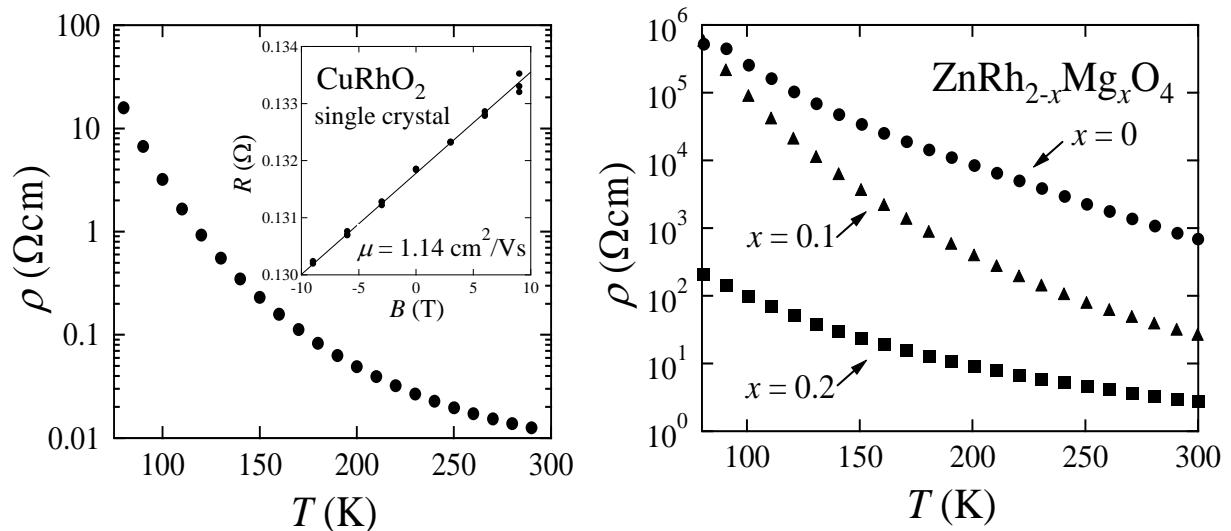 100
10
1
0.1
0.01
ρ (Ωcm)
100 150 200 250 300
T (K)
0.134
0.133
0.132
0.131
0.130
R (Ω)
CuRhO₂
single crystal
μ = 1.14 cm²/Vs
-10 -5 0 5 10
B (T)
10⁶
10⁵
10⁴
10³
10²
10¹
10⁰
ρ (Ωcm)
ZnRh₂₋ₓMgₓO₄
x = 0
x = 0.1
x = 0.2
100 150 200 250 300
T (K)